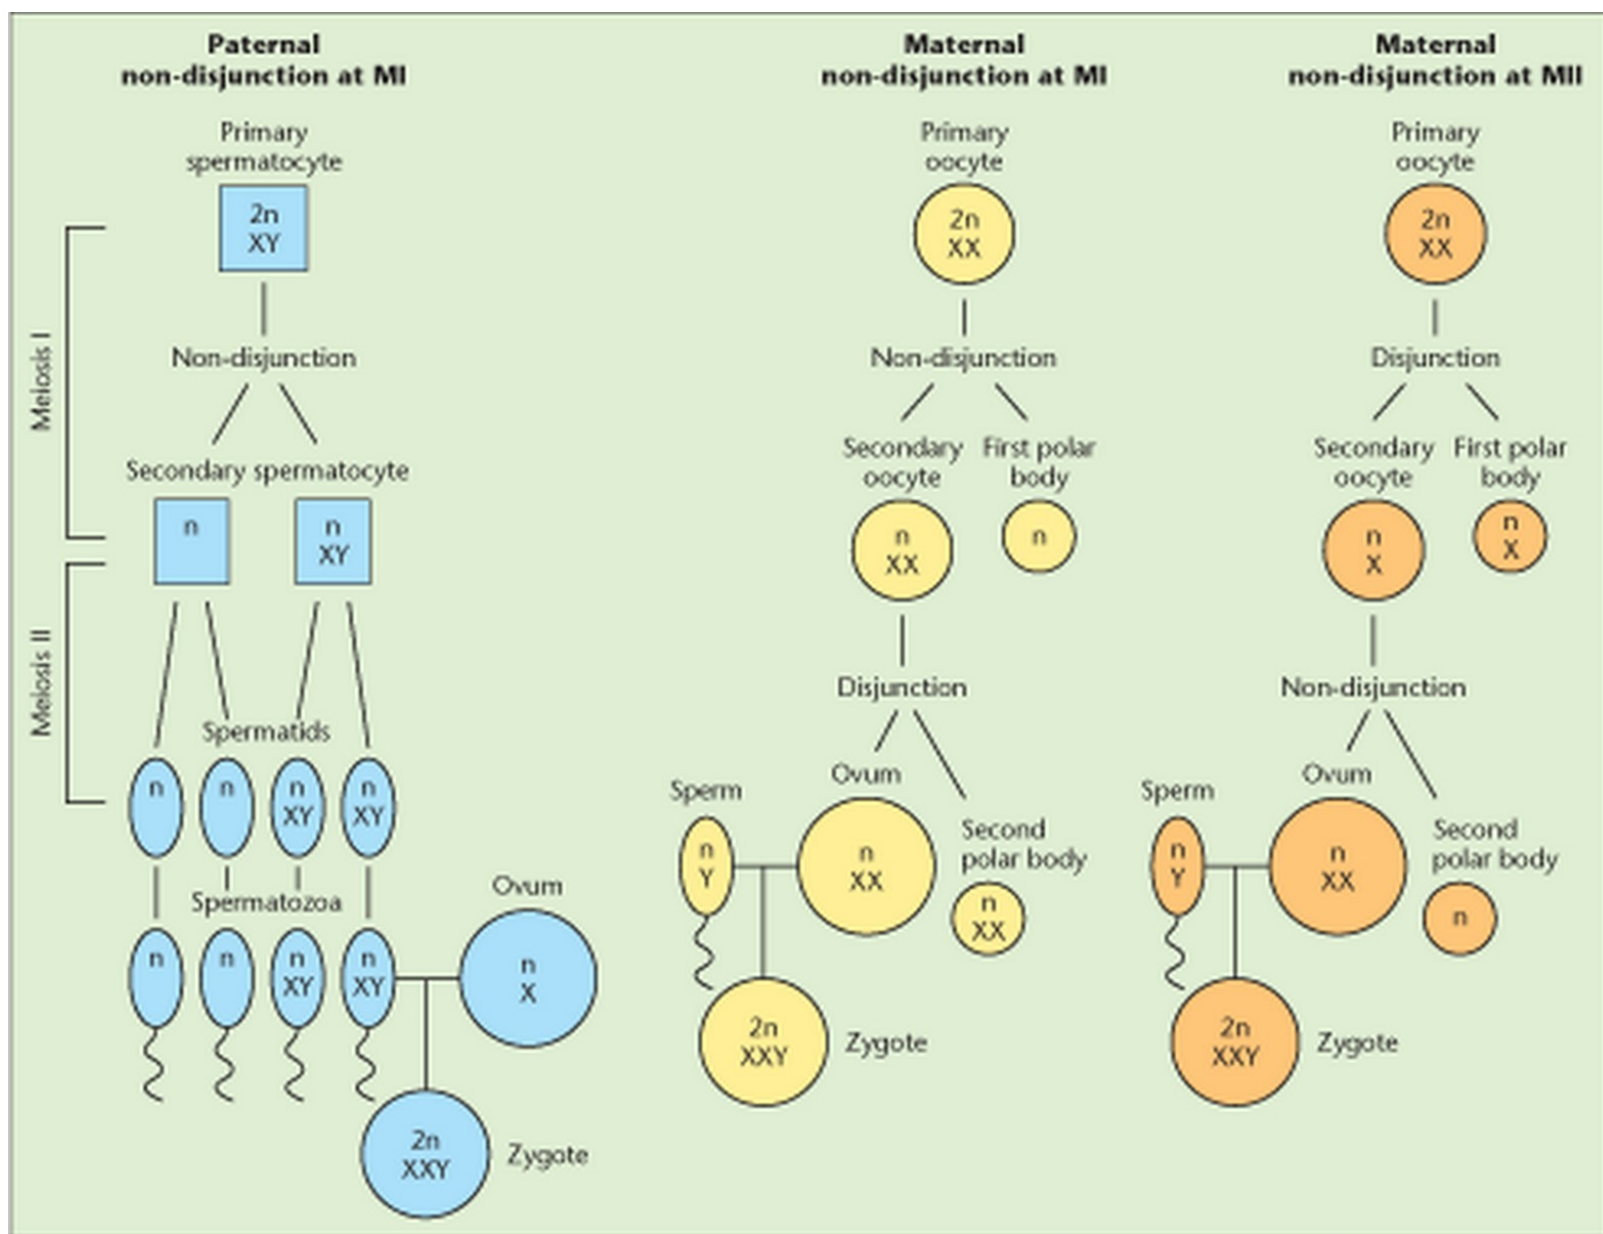 Paternal
non-disjunction at MI
Primary
spermatocyte
2n
XY
Meiosis I
Non-disjunction
Secondary spermatocyte
n
n
XY
Meiosis II
Spermatids
n
n
n
XY
n
XY
Spermatozoa
n
n
n
XY
n
XY
Ovum
n
X
2n
XXY
Zygote
Maternal
non-disjunction at MI
Primary
oocyte
2n
XX
Non-disjunction
Secondary
oocyte
First polar
body
n
XX
n
Disjunction
Sperm
n
Y
Ovum
n
XX
Second
polar body
n
XX
2n
XXY
Zygote
Maternal
non-disjunction at MII
Primary
oocyte
2n
XX
Disjunction
Secondary
oocyte
First polar
body
n
X
n
X
Non-disjunction
Sperm
n
Y
Ovum
n
XX
Second
polar body
n
2n
XXY
Zygote